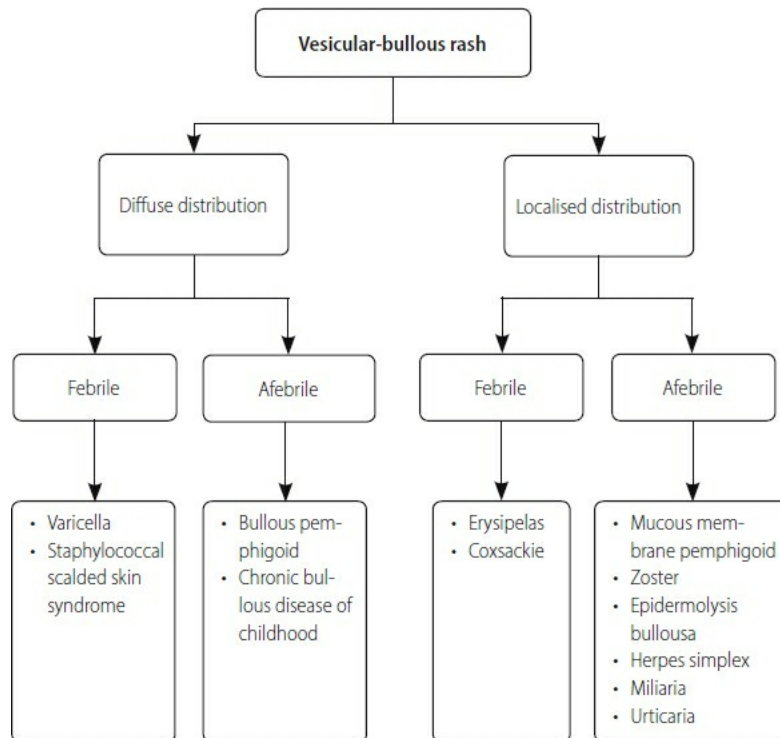 Vesicular-bullous rash
Diffuse distribution
Localised distribution
Febrile
Afebrile
Febrile
Afebrile
• Varicella
• Staphylococcal
scalded skin
syndrome
• Bullous pem-
phigoid
• Chronic bul-
lous disease of
childhood
• Erysipelas
• Coxsackie
• Mucous mem-
brane pemphigoid
• Zoster
• Epidermolysis
bullousa
• Herpes simplex
• Miliaria
• Urticaria